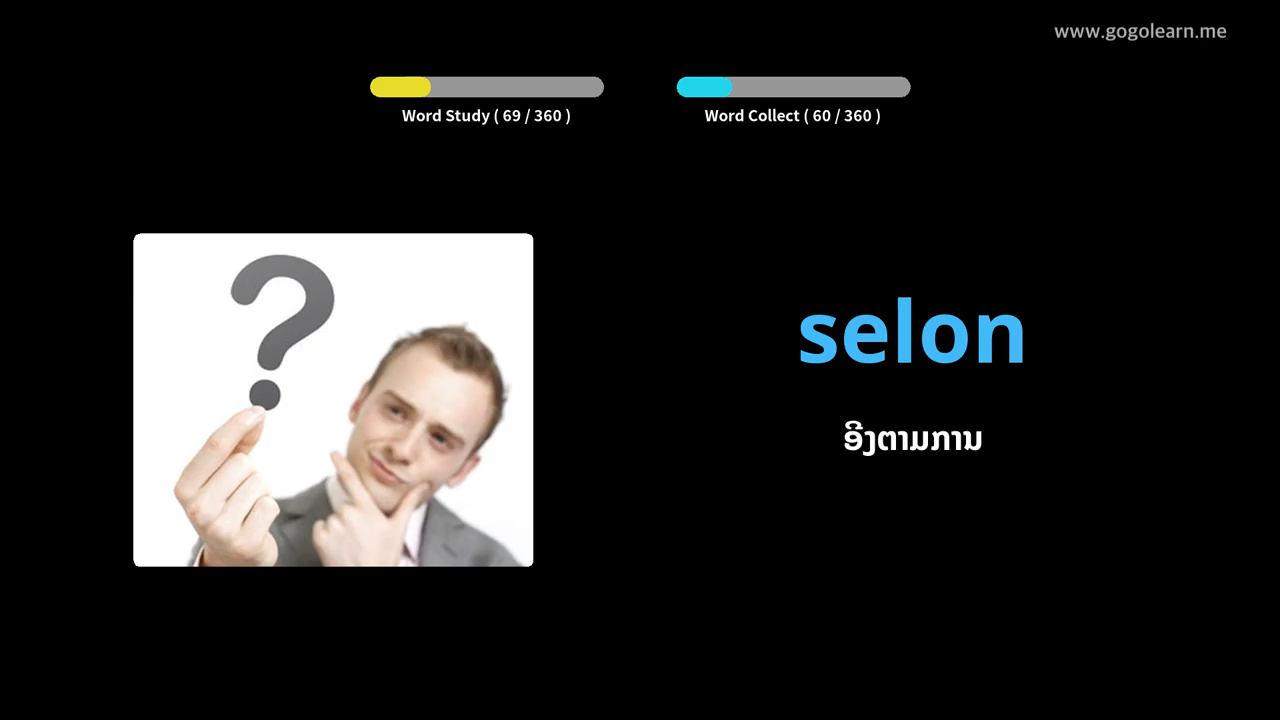 www.gogolearn.me
Word Study ( 69 / 360 )
Word Collect ( 60 / 360 )
?
selon
ອີງຕາມການ